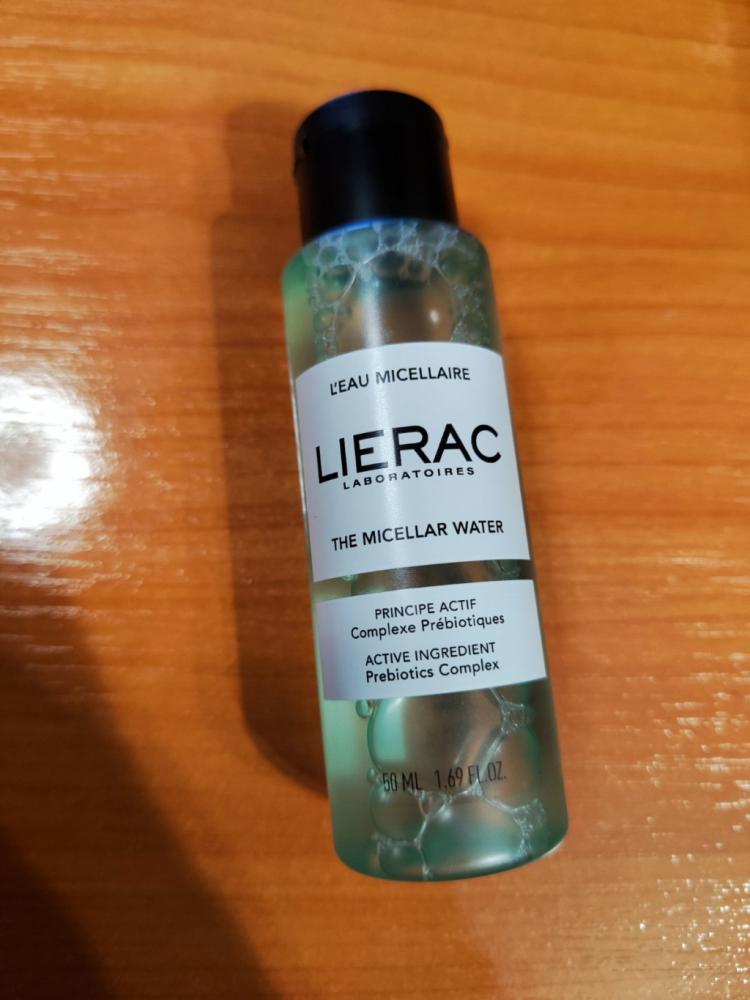 L'EAU MICELLAIRE
LIERAC
LABORATOIRES
THE MICELLAR WATER
PRINCIPE ACTIF
Complexe Prébiotiques
ACTIVE INGREDIENT
Prebiotics Complex
50 ML 1.69 FL.OZ.